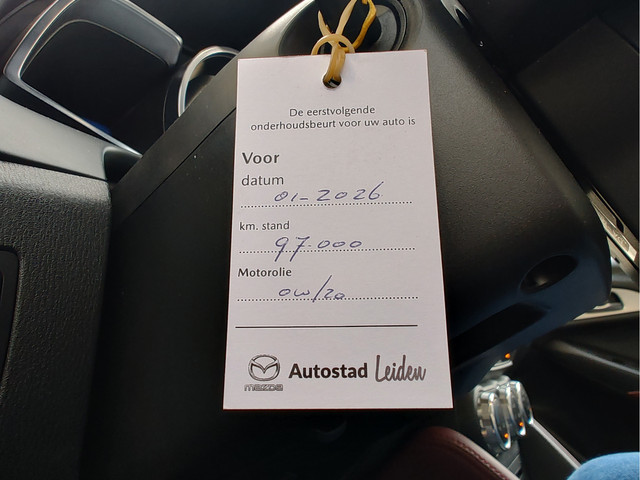 De eerstvolgende
onderhoudsbeurt voor uw auto is
Voor
datum
01-2026
km. stand
97.000
Motorolie
0W/20
mazda
Autostad Leiden